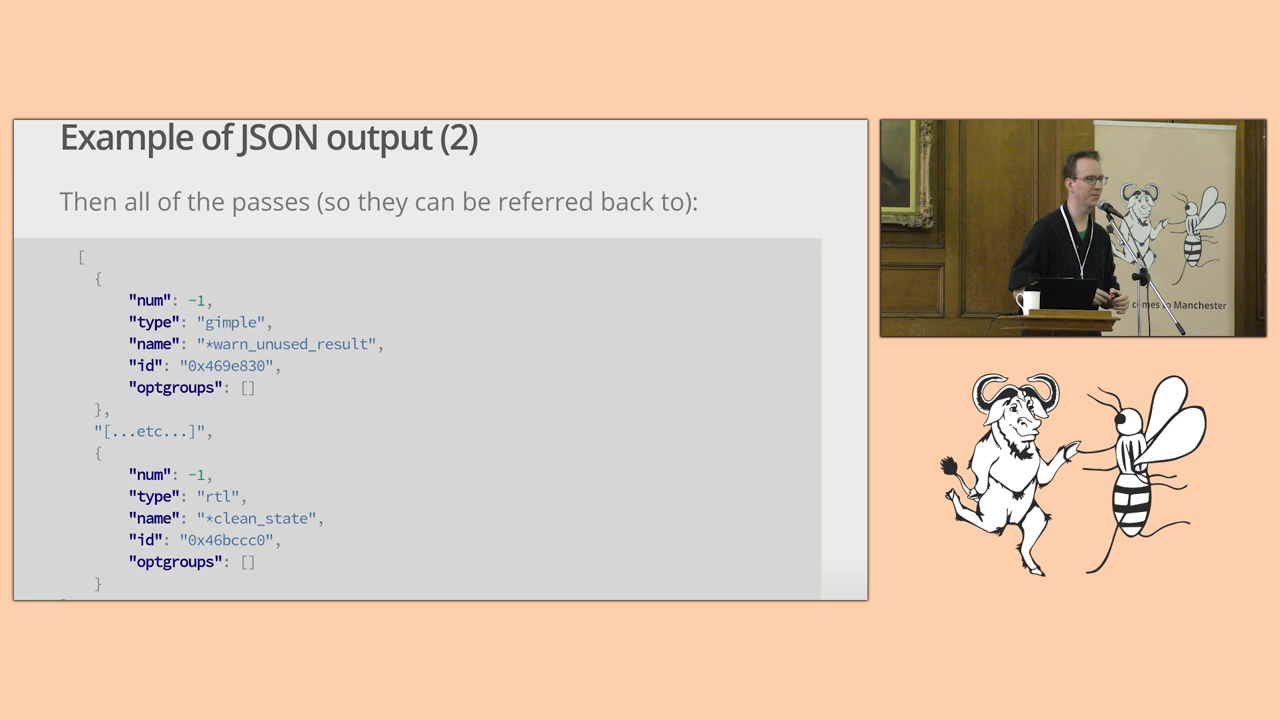 Example of JSON output (2)
Then all of the passes (so they can be referred back to):
[
{
"num": -1,
"type": "gimple",
"name": "*warn_unused_result",
"id": "0x469e830",
"optgroups": []
},
"[...etc...]",
{
"num": -1,
"type": "rtl",
"name": "*clean_state",
"id": "0x46bccc0",
"optgroups": []
}
comes to Manchester